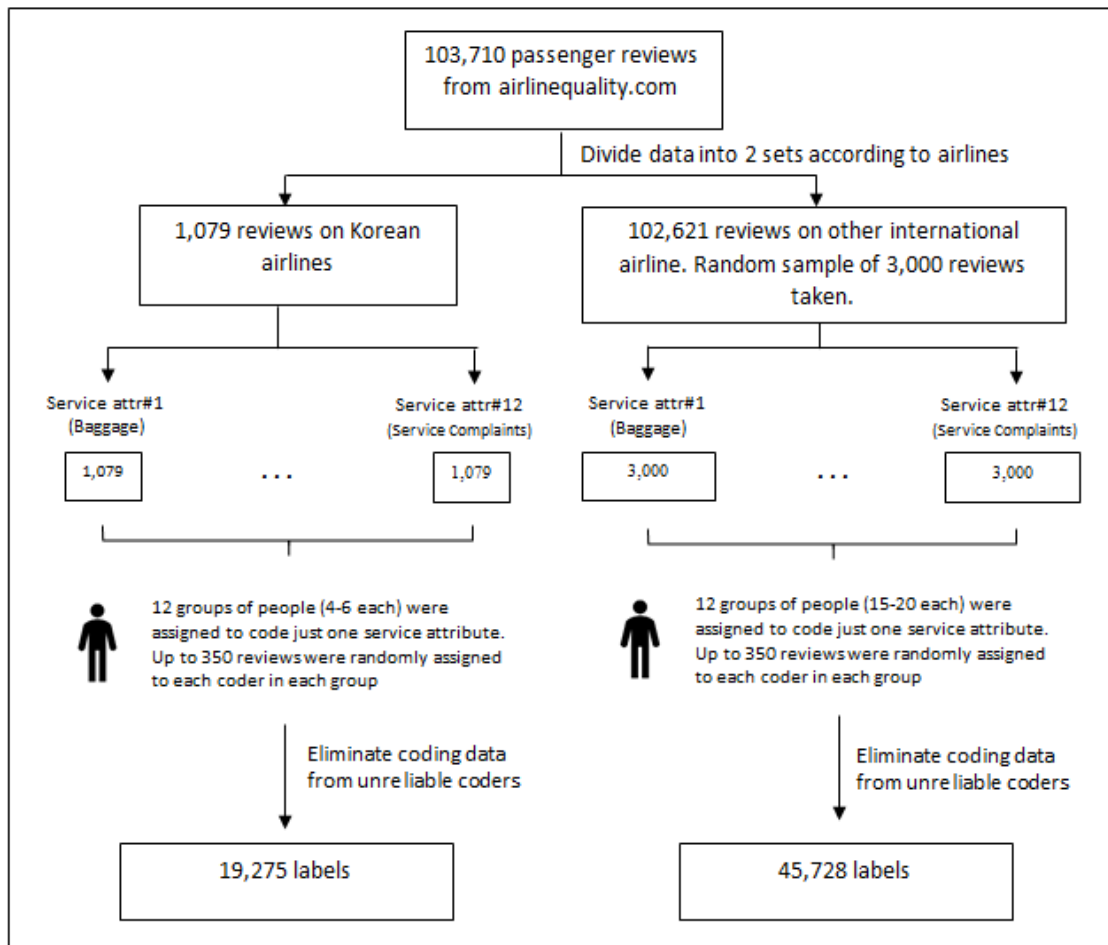 103,710 passenger reviews
from airlinequality.com
Divide data into 2 sets according to airlines
1,079 reviews on Korean
airlines
102,621 reviews on other international
airline. Random sample of 3,000 reviews
taken.
Service attr#1
(Baggage)
Service attr#12
(Service Complaints)
Service attr#1
(Baggage)
Service attr#12
(Service Complaints)
1,079
...
1,079
3,000
...
3,000
12 groups of people (4-6 each) were
assigned to code just one service attribute.
Up to 350 reviews were randomly assigned
to each coder in each group
12 groups of people (15-20 each) were
assigned to code just one service attribute.
Up to 350 reviews were randomly assigned
to each coder in each group
Eliminate coding data
from unreliable coders
Eliminate coding data
from unreliable coders
19,275 labels
45,728 labels